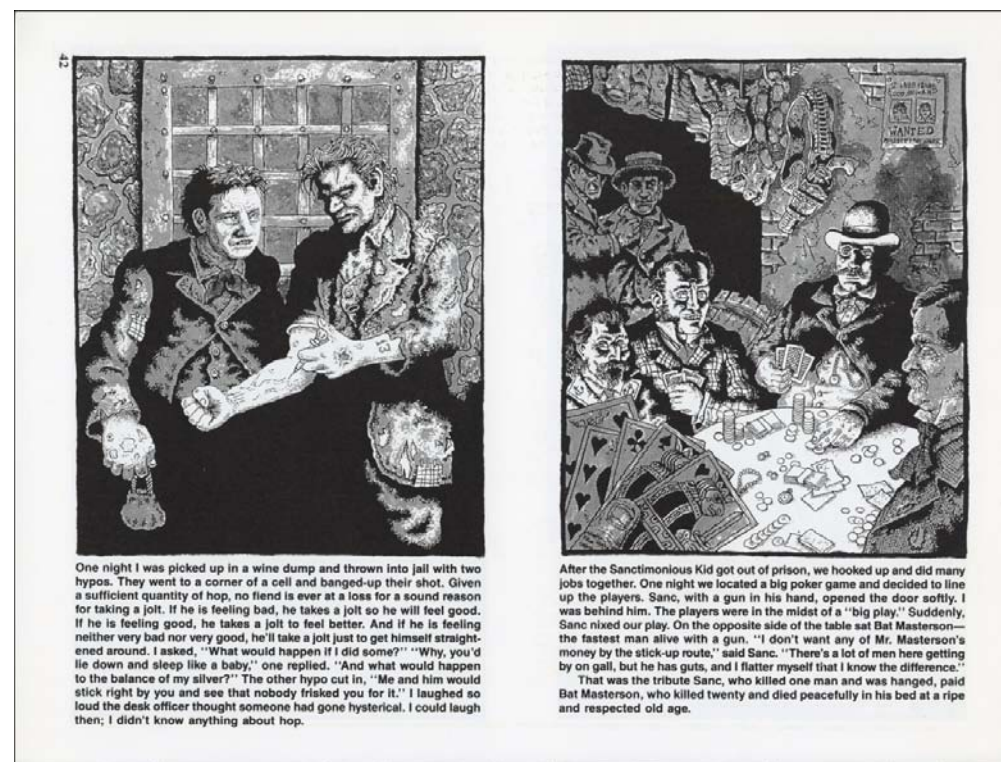 42
One night I was picked up in a wine dump and thrown into jail with two
hypos. They went to a corner of a cell and banged-up their shot. Given
a sufficient quantity of hop, no fiend is ever at a loss for a sound reason
for taking a jolt. If he is feeling bad, he takes a jolt so he will feel good.
If he is feeling good, he takes a jolt to feel better. And if he is feeling
neither very bad nor very good, he'll take a jolt just to get himself straight-
ened around. I asked, "What would happen if I did some?" "Why, you'd
lie down and sleep like a baby," one replied. "And what would happen
to the balance of my silver?" The other hypo cut in, "Me and him would
stick right by you and see that nobody frisked you for it." I laughed so
loud the desk officer thought someone had gone hysterical. I could laugh
then; I didn't know anything about hop.
13
WANTED
After the Sanctimonious Kid got out of prison, we hooked up and did many
jobs together. One night we located a big poker game and decided to line
up the players. Sanc, with a gun in his hand, opened the door softly. I
was behind him. The players were in the midst of a "big play." Suddenly,
Sanc nixed our play. On the opposite side of the table sat Bat Masterson—
the fastest man alive with a gun. "I don't want any of Mr. Masterson's
money by the stick-up route," said Sanc. "There's a lot of men here getting
by on gall, but he has guts, and I flatter myself that I know the difference."
That was the tribute Sanc, who killed one man and was hanged, paid
Bat Masterson, who killed twenty and died peacefully in his bed at a ripe
and respected old age.